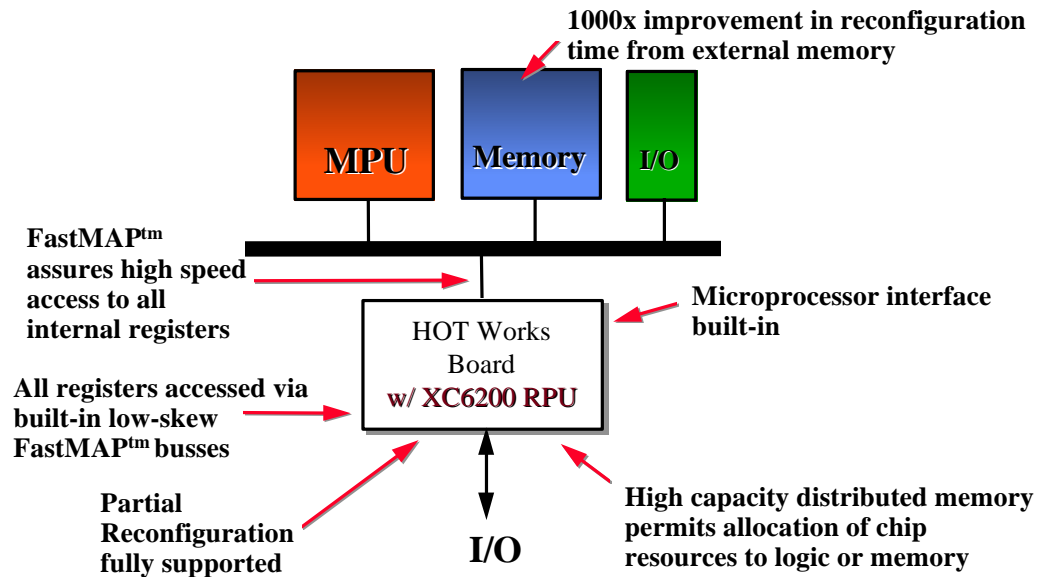 1000x improvement in reconfiguration
time from external memory
MPU
Memory
I/O
FastMAPtm
assures high speed
access to all
internal registers
Microprocessor interface
built-in
HOT Works
Board
w/ XC6200 RPU
All registers accessed via
built-in low-skew
FastMAPtm busses
Partial
Reconfiguration
fully supported
I/O
High capacity distributed memory
permits allocation of chip
resources to logic or memory